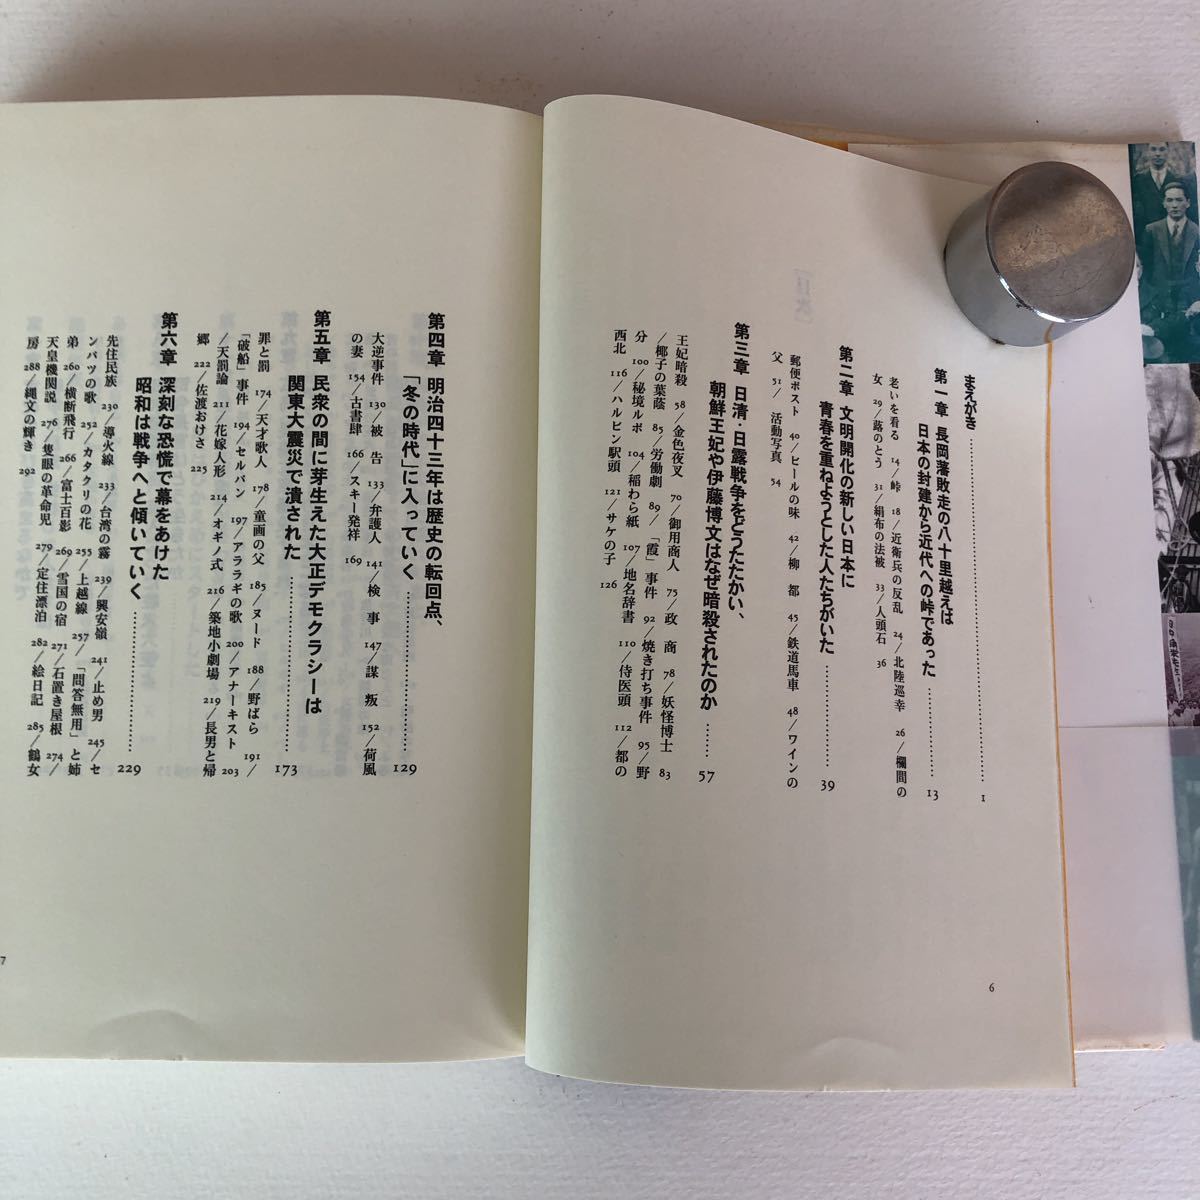 まえがき…………1
第一章 長岡藩敗走の八十里越えは
日本の封建から近代への峠であった…………13
老いを看る 14/峠 18/近衛兵の反乱 24/北陸巡幸 26/欄間の
女 29/蕗のとう 31/絹布の法被 33/人頭石 36
第二章 文明開化の新しい日本に
青春を重ねようとした人たちがいた…………39
郵便ポスト 40/ビールの味 42/柳都 45/鉄道馬車 48/ワインの
父 51/活動写真 54
第三章 日清・日露戦争をどうたたかい、
朝鮮王妃や伊藤博文はなぜ暗殺されたのか……57
王妃暗殺 58/金色夜叉 70/御用商人 75/政商 78/妖怪博士 83
/椰子の葉蔭 85/労働劇 89/「霞」事件 92/焼き打ち事件 95/野
分 100/秘境ルポ 104/稲わら紙 107/地名辞書 110/侍医頭 112/都の
西北 116/ハルビン駅頭 121/サケの子 126
6
第四章 明治四十三年は歴史の転回点、
「冬の時代」に入っていく…………129
大逆事件 130/被告 133/弁護人 141/検事 147/謀叛 152/荷風
の妻 154/古書肆 166/スキー発祥 169
第五章 民衆の間に芽生えた大正デモクラシーは
関東大震災で潰された…………173
罪と罰 174/天才歌人 178/童画の父 185/ヌード 188/野ばら 191/
「破船」事件 194/セルパン 197/アララギの歌 200/アナーキスト 203
/天罰論 211/花嫁人形 214/オギノ式 216/築地小劇場 219/長男と帰
郷 222/佐渡おけさ 225
第六章 深刻な恐慌で幕をあけた
昭和は戦争へと傾いていく…………229
先住民族 230/導火線 233/台湾の霧 239/興安嶺 241/止め男 245/セ
ンバツの歌 252/カタクリの花 255/上越線 257/「問答無用」と姉
弟 260/横断飛行 266/富士百影 269/雪国の宿 271/石置き屋根 274/
天皇機関説 276/隻眼の革命児 279/定住漂泊 282/絵日記 285/鶴女
房 288/縄文の輝き 292
7